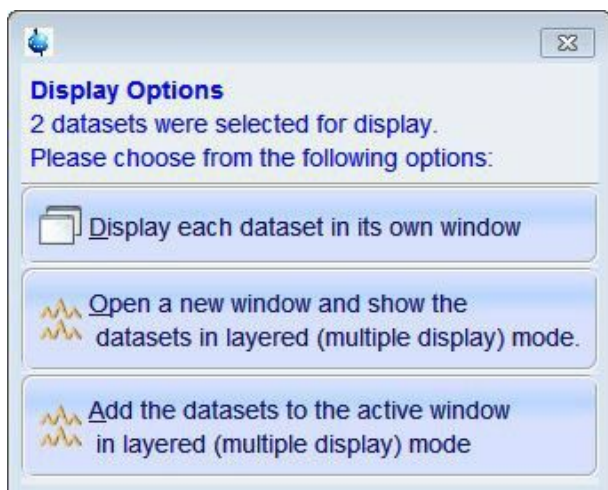 Display Options
2 datasets were selected for display.
Please choose from the following options:
Display each dataset in its own window
Open a new window and show the
datasets in layered (multiple display) mode.
Add the datasets to the active window
in layered (multiple display) mode